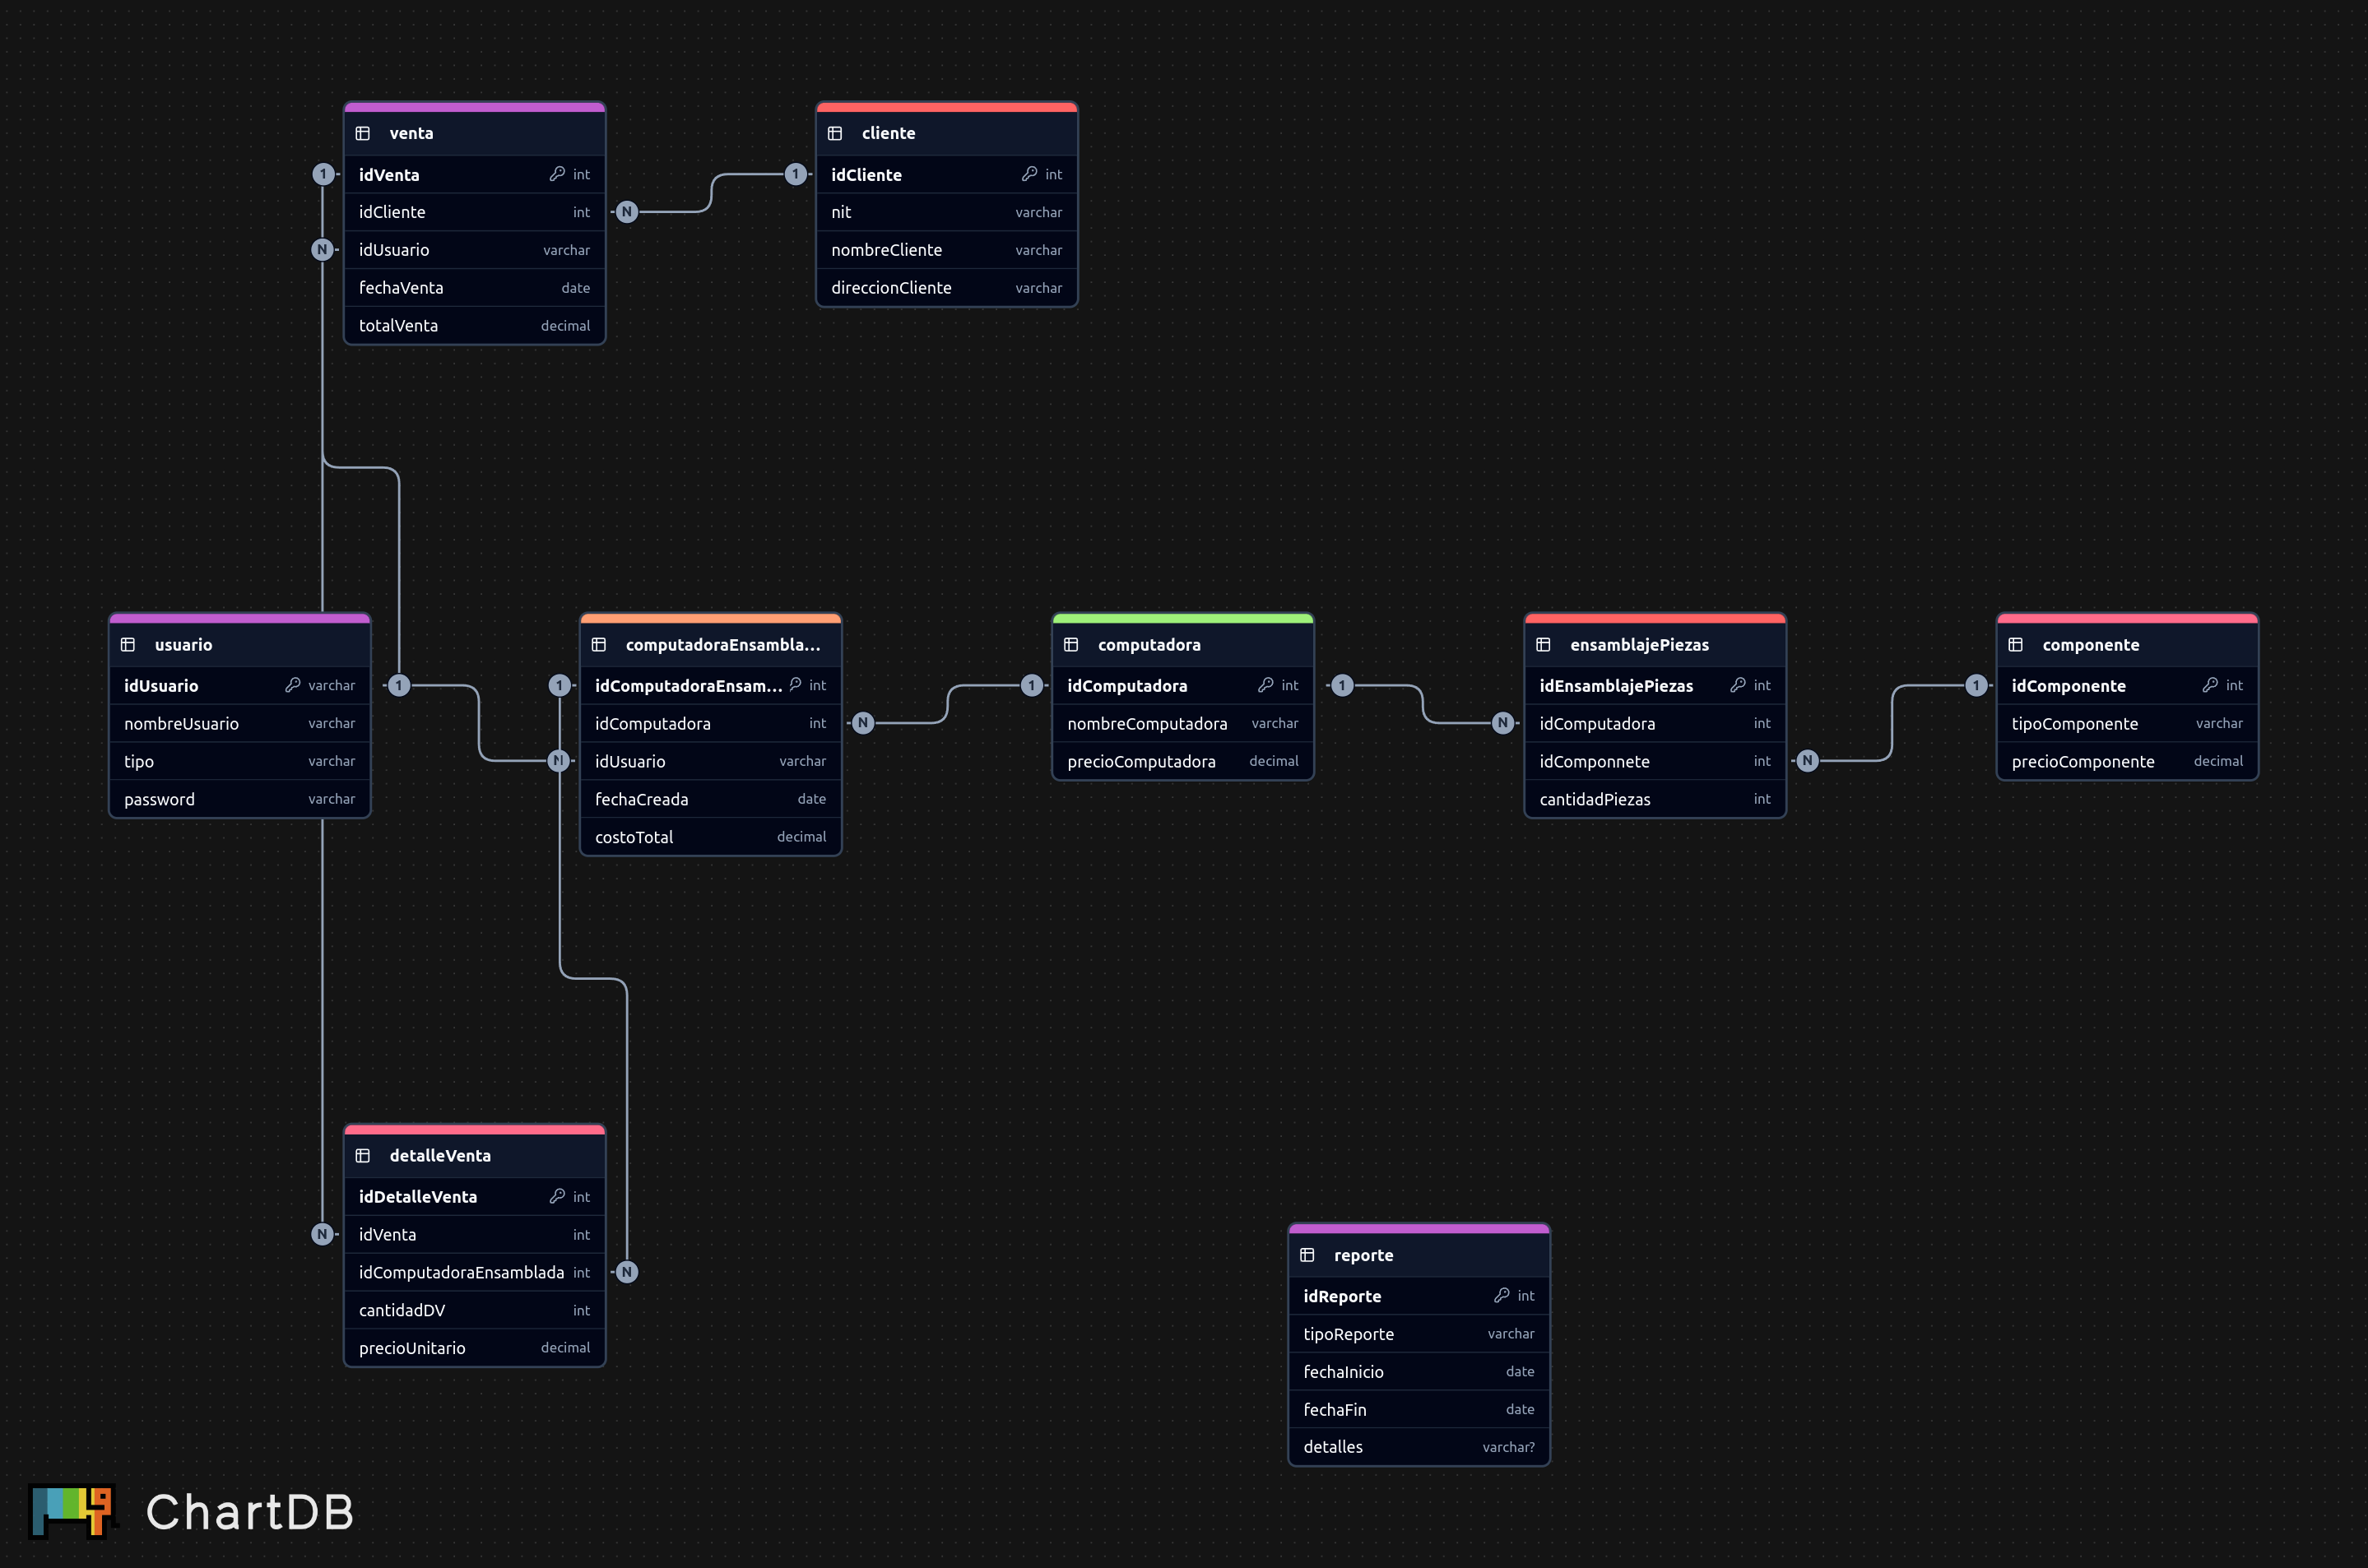 venta
idVenta int
idCliente int
idUsuario varchar
fechaVenta date
totalVenta decimal
cliente
idCliente int
nit varchar
nombreCliente varchar
direccionCliente varchar
1
N
N
1
usuario
idUsuario varchar
nombreUsuario varchar
tipo varchar
password varchar
1
computadoraEnsambla...
idComputadoraEnsam... int
idComputadora int
idUsuario varchar
fechaCreada date
costoTotal decimal
1
N
N
1
computadora
idComputadora int
nombreComputadora varchar
precioComputadora decimal
1
N
ensamblajePiezas
idEnsamblajePiezas int
idComputadora int
idComponnete int
cantidadPiezas int
N
1
componente
idComponente int
tipoComponente varchar
precioComponente decimal
detalleVenta
idDetalleVenta int
idVenta int
idComputadoraEnsamblada int
cantidadDV int
precioUnitario decimal
N
N
reporte
idReporte int
tipoReporte varchar
fechaInicio date
fechaFin date
detalles varchar?
ChartDB